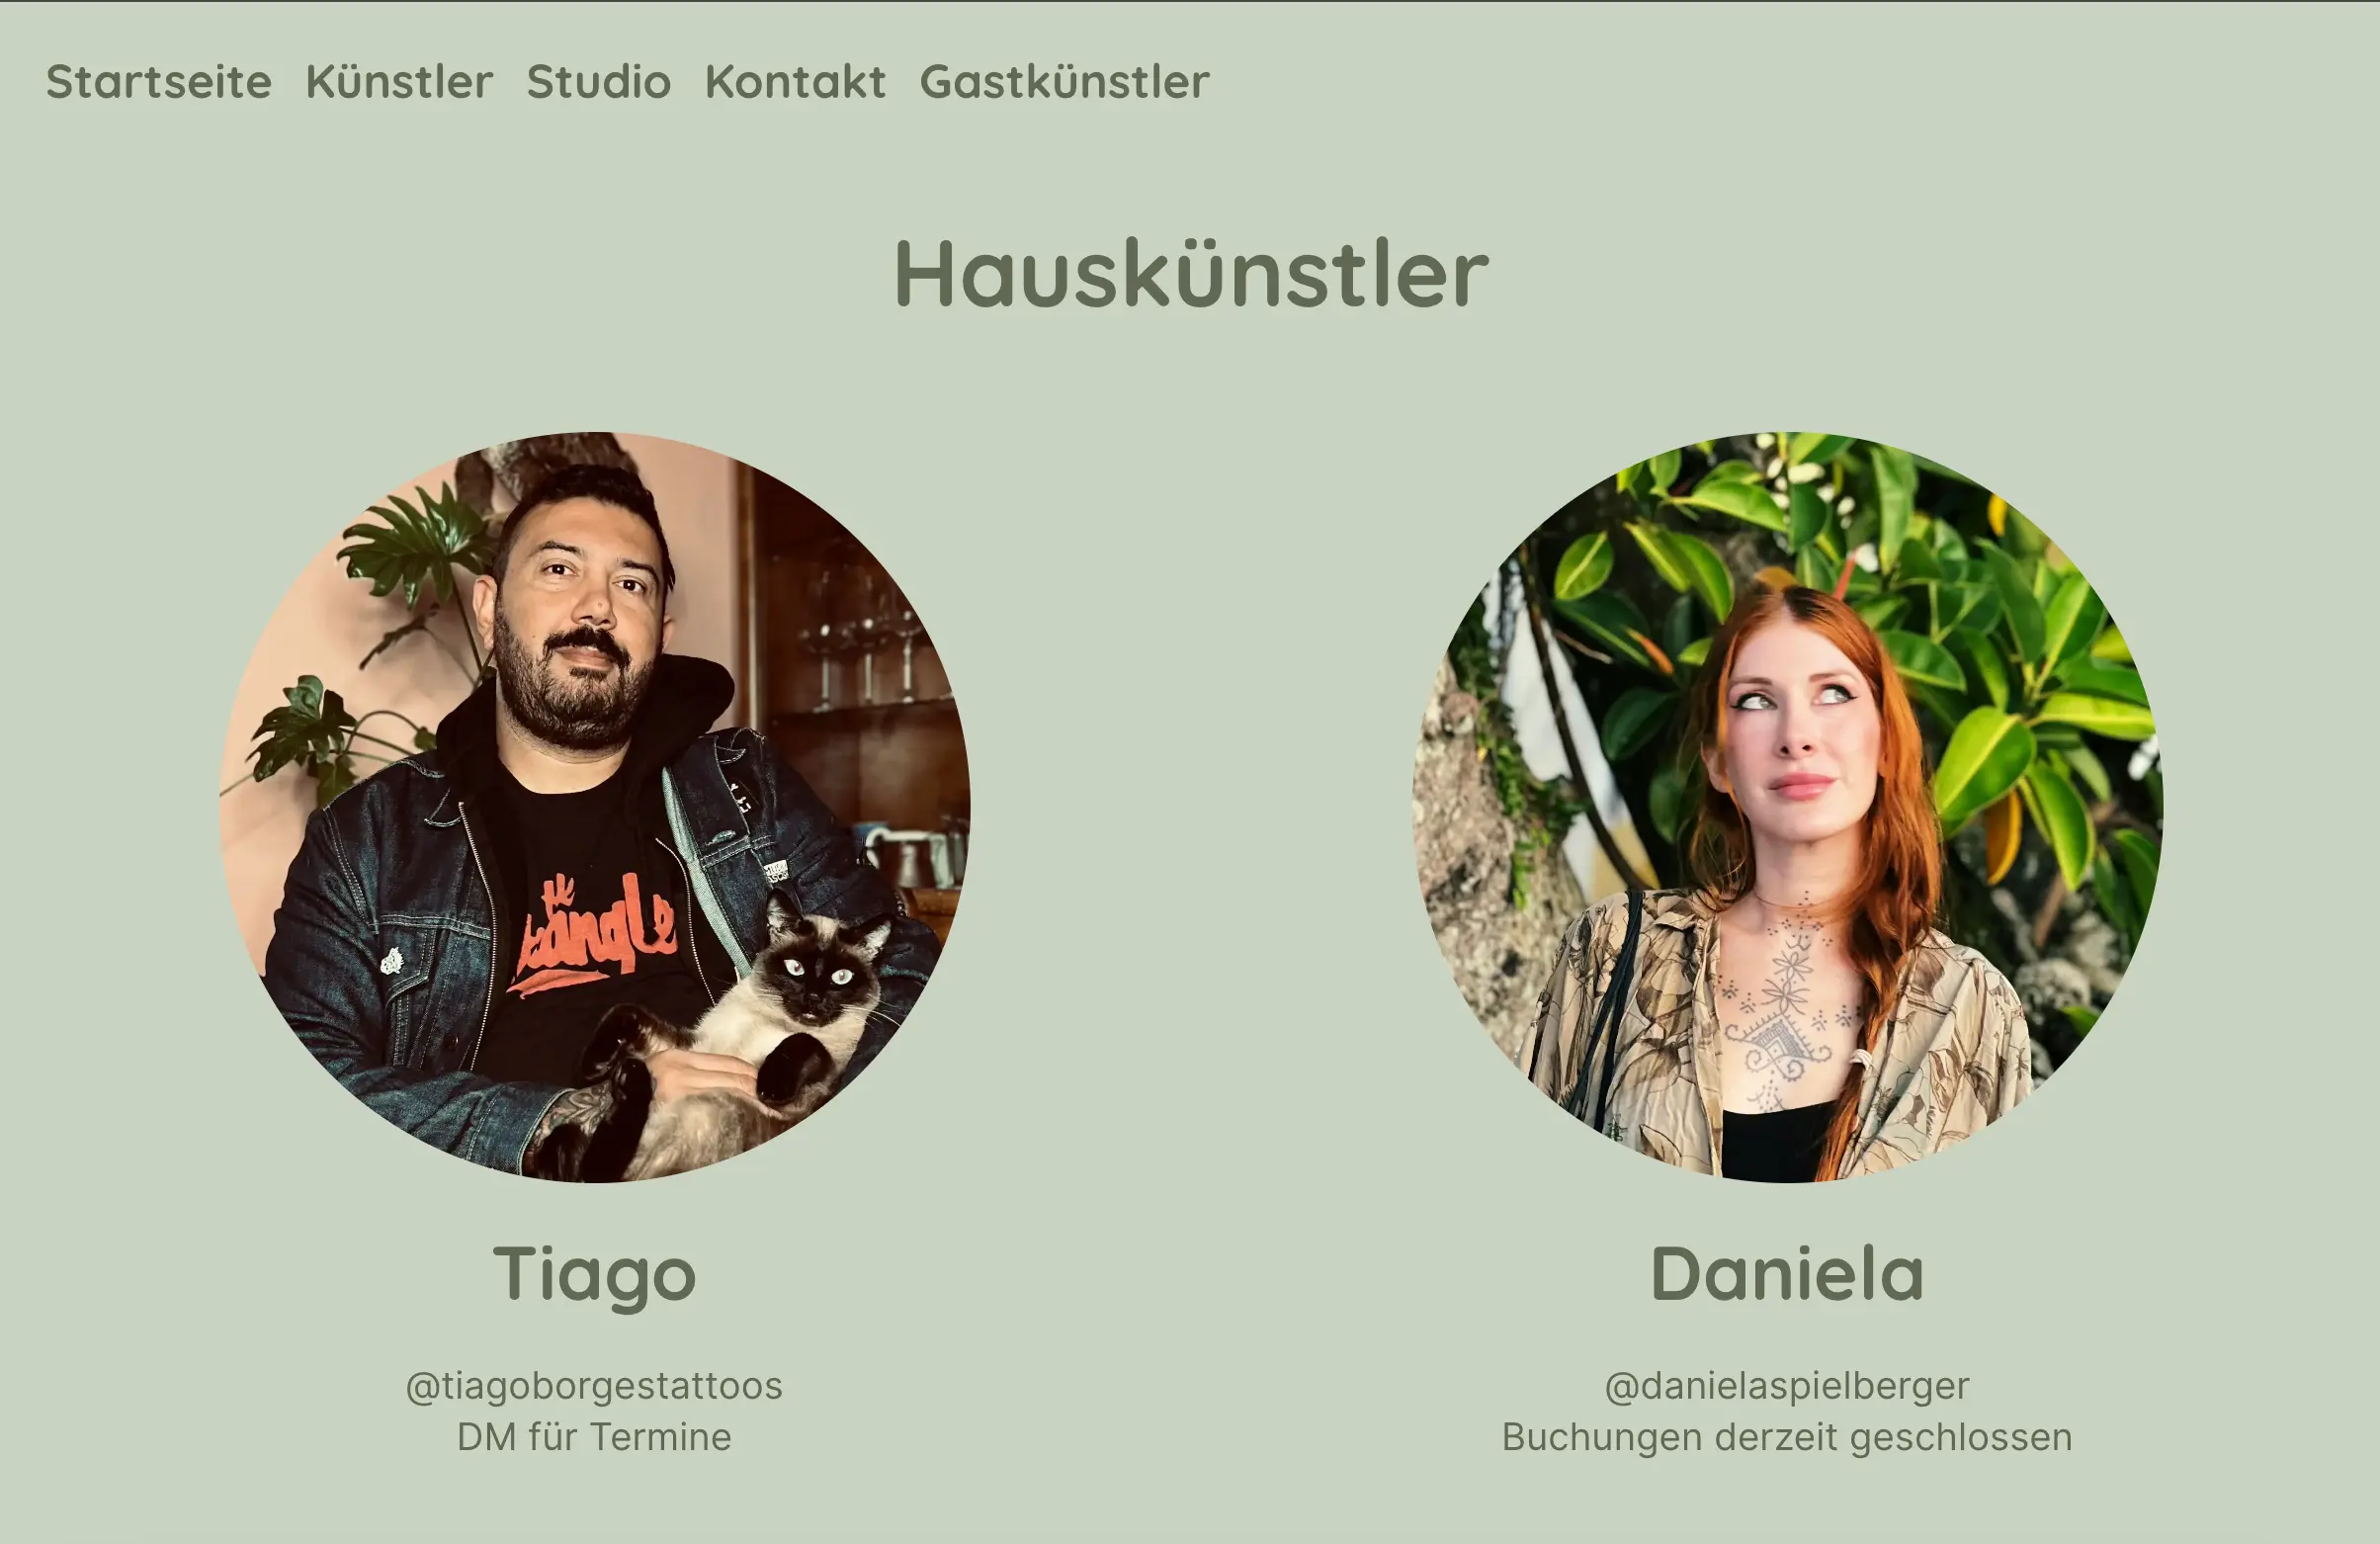 Startseite Künstler Studio Kontakt Gastkünstler
Hauskünstler
Tiago
@tiagoborgestattoos
DM für Termine
Daniela
@danielaspielberger
Buchungen derzeit geschlossen